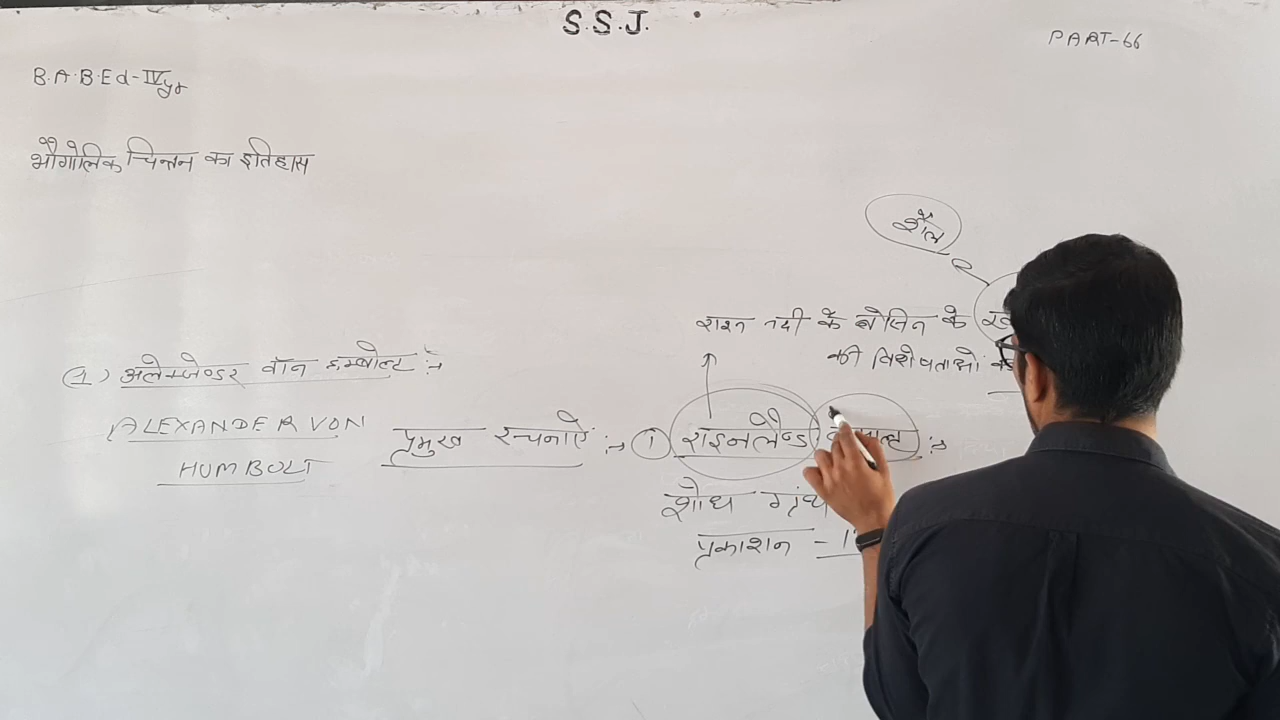 S.S.J.
PART-66
B.A.B.Ed-IVyr
भौगोलिक चिन्तन का इतिहास
शैल
राइन नदी के बेसिन के
की विशेषताओं
(1) अलेक्जेण्डर वॉन हम्बोल्ट :→
ALEXANDER VON
HUMBOLT
प्रमुख रचनाऐं :→ ① राइनलैण्ड :→
शोध ग्रंथ
प्रकाशन - 1